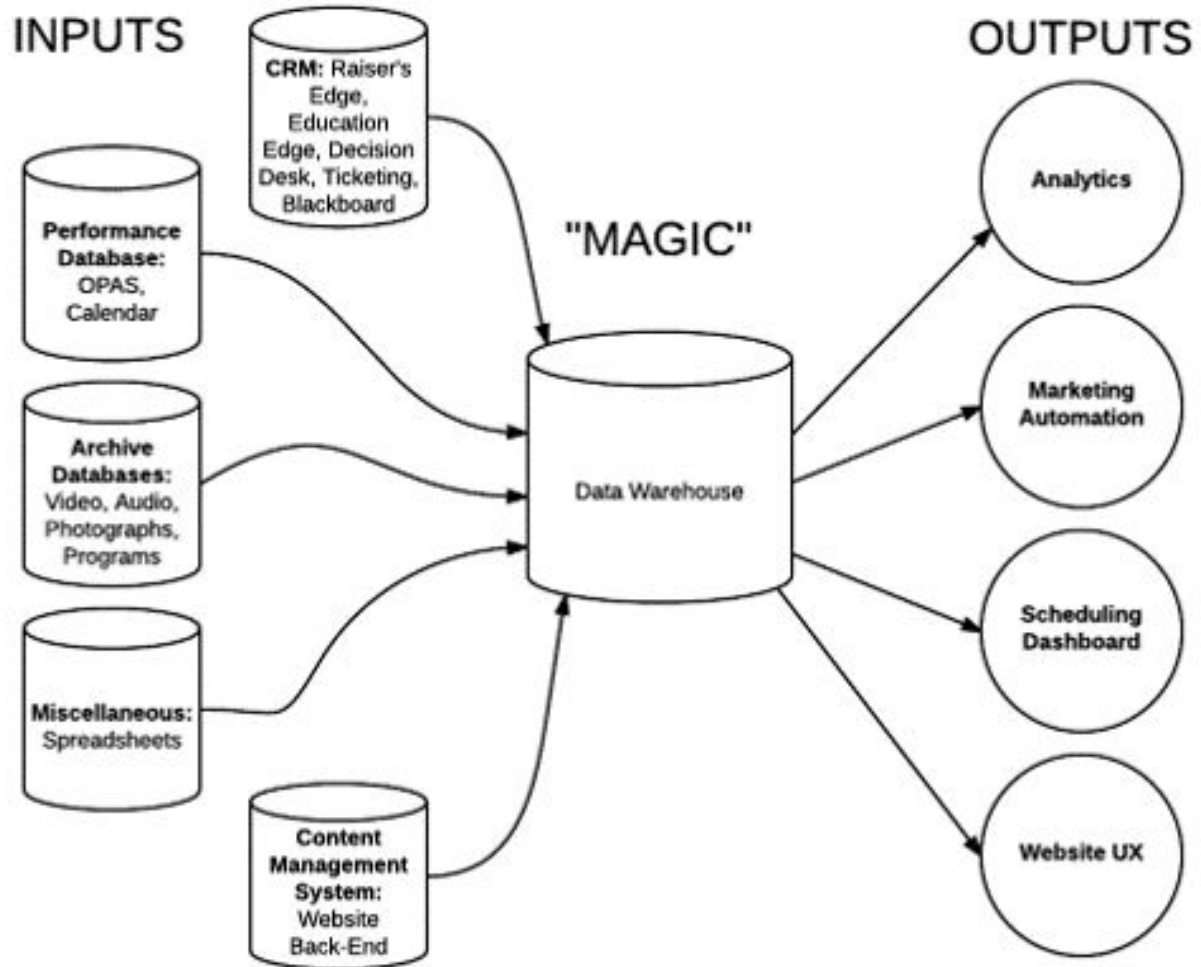 INPUTS
OUTPUTS
CRM: Raiser's
Edge,
Education
Edge, Decision
Desk, Ticketing,
Blackboard
Performance
Database:
OPAS,
Calendar
Archive
Databases:
Video, Audio,
Photographs,
Programs
Miscellaneous:
Spreadsheets
Content
Management
System:
Website
Back-End
"MAGIC"
Data Warehouse
Analytics
Marketing
Automation
Scheduling
Dashboard
Website UX